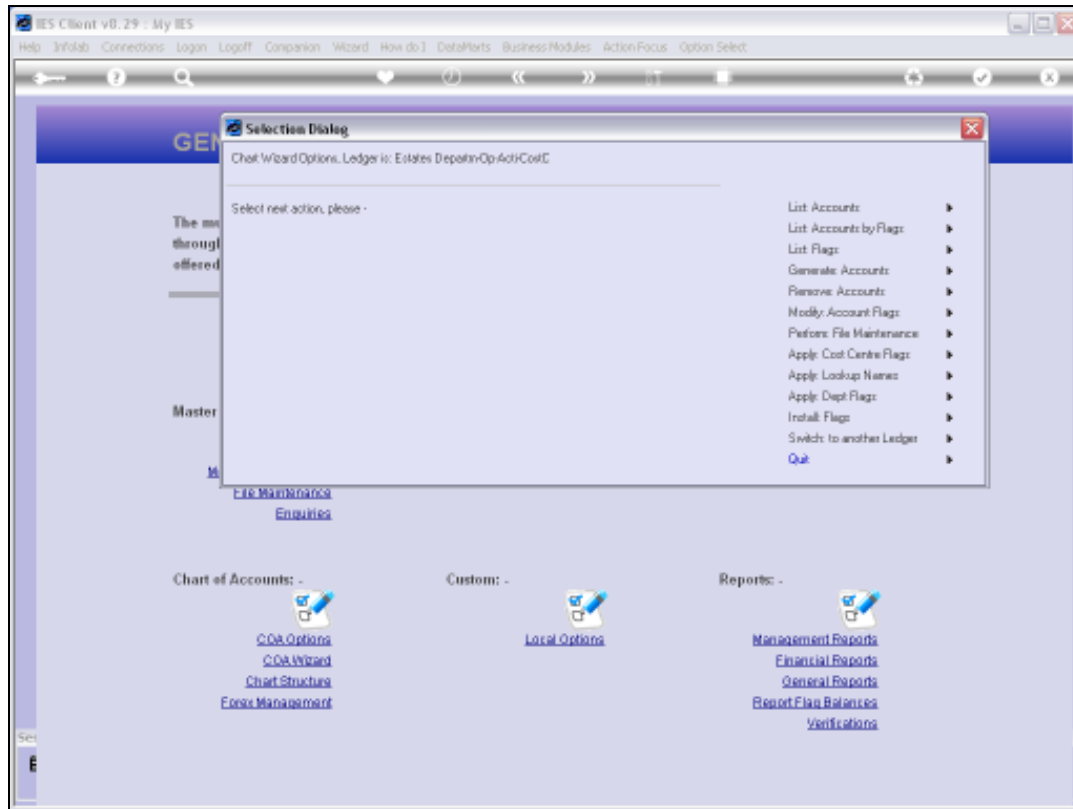 IES Client v0.29 : My IES
Help Infolab Connections Logon Logoff Companion Wizard How do I DataMarts Business Modules Action Focus Option Select
GEN
Selection Dialog
Chart Wizard Options, Ledger is: Estates Departm-Op-Acti-CostC
Select next action, please -
List: Accounts
List: Accounts by Flags
List: Flags
Generate: Accounts
Remove: Accounts
Modify: Account Flags
Perform: File Maintenance
Apply: Cost Centre Flags
Apply: Lookup Names
Apply: Dept Flags
Install: Flags
Switch: to another Ledger
Quit
The
through
offered
Master
M
File Maintenance
Enquiries
Chart of Accounts: -
COA Options
COA Wizard
Chart Structure
Forex Management
Custom: -
Local Options
Reports: -
Management Reports
Financial Reports
General Reports
Report Flag Balances
Verifications
Se